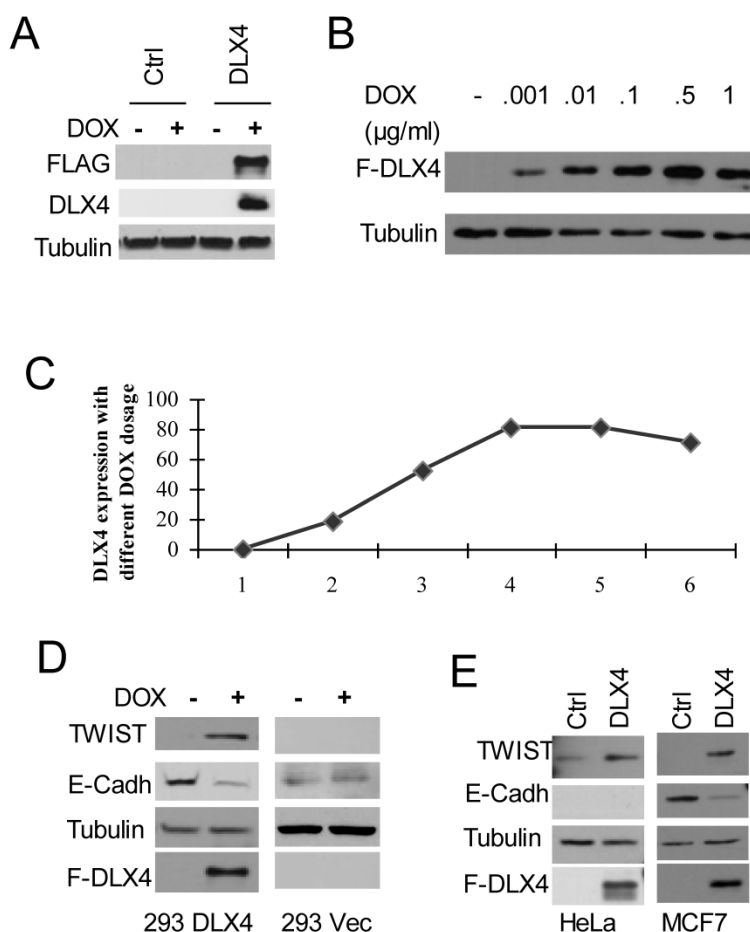 A
Ctrl
DLX4
DOX - + - +
FLAG
DLX4
Tubulin
B
DOX - .001 .01 .1 .5 1
(µg/ml)
F-DLX4
Tubulin
C
DLX4 expression with
different DOX dosage
100
80
60
40
20
0
1 2 3 4 5 6
D
DOX - + - +
TWIST
E-Cadh
Tubulin
F-DLX4
293 DLX4 293 Vec
E
Ctrl DLX4 Ctrl DLX4
TWIST
E-Cadh
Tubulin
F-DLX4
HeLa MCF7